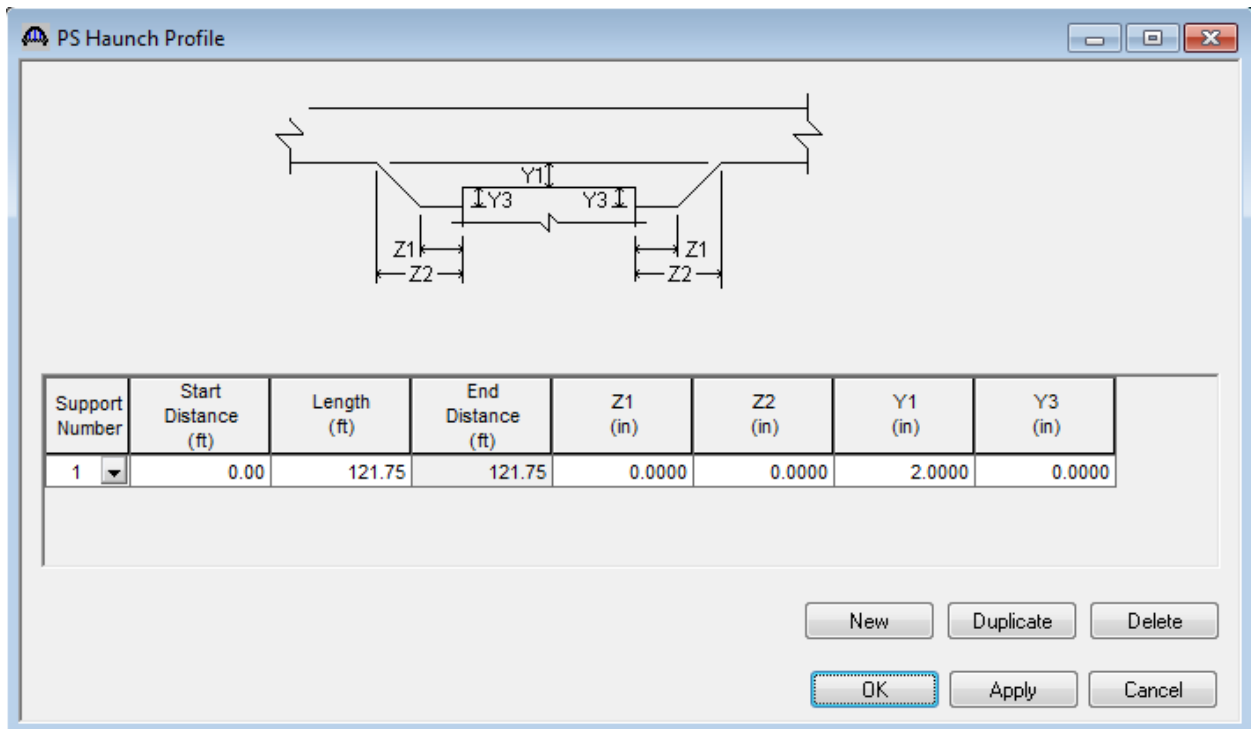 PS Haunch Profile
Y1
Y3 Y3
Z1 Z1
Z2 Z2
Support Number Start Distance (ft) Length (ft) End Distance (ft) Z1 (in) Z2 (in) Y1 (in) Y3 (in)
1 0.00 121.75 121.75 0.0000 0.0000 2.0000 0.0000
New Duplicate Delete
OK Apply Cancel